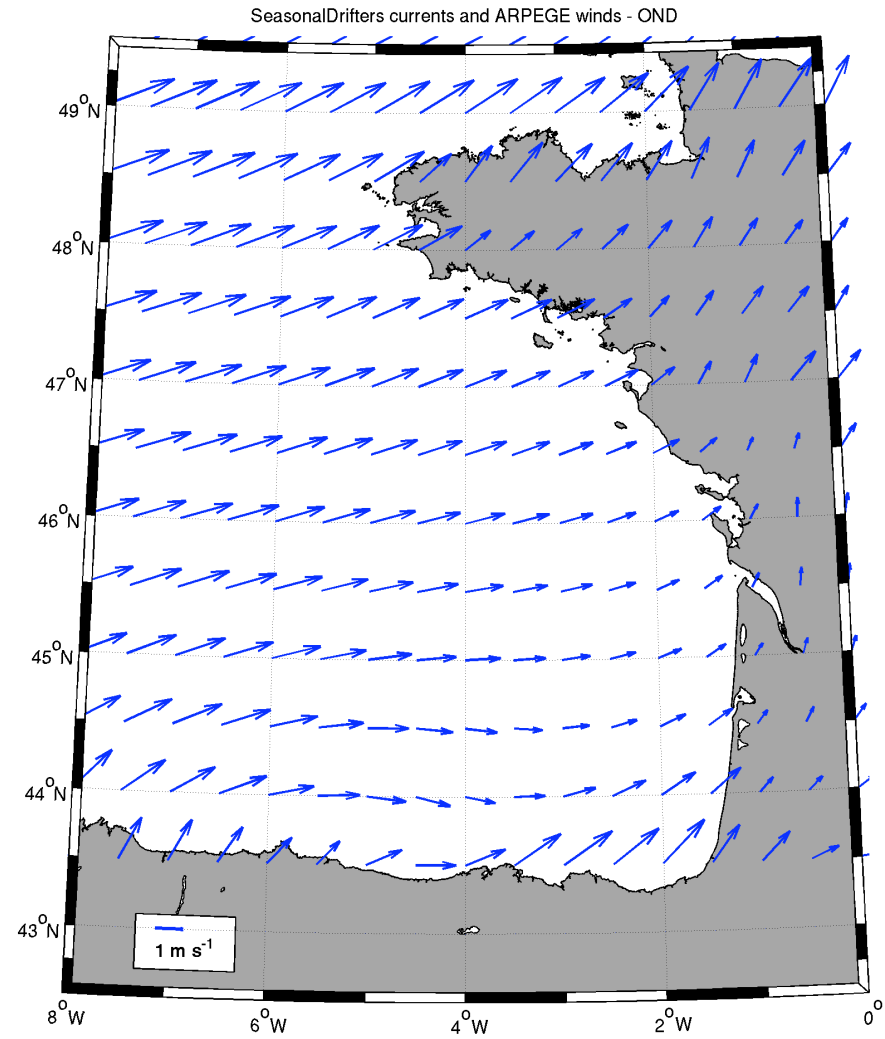 SeasonalDrifters currents and ARPEGE winds - OND
49°N
48°N
47°N
46°N
45°N
44°N
43°N
1 m s⁻¹
8°W
6°W
4°W
2°W
0°